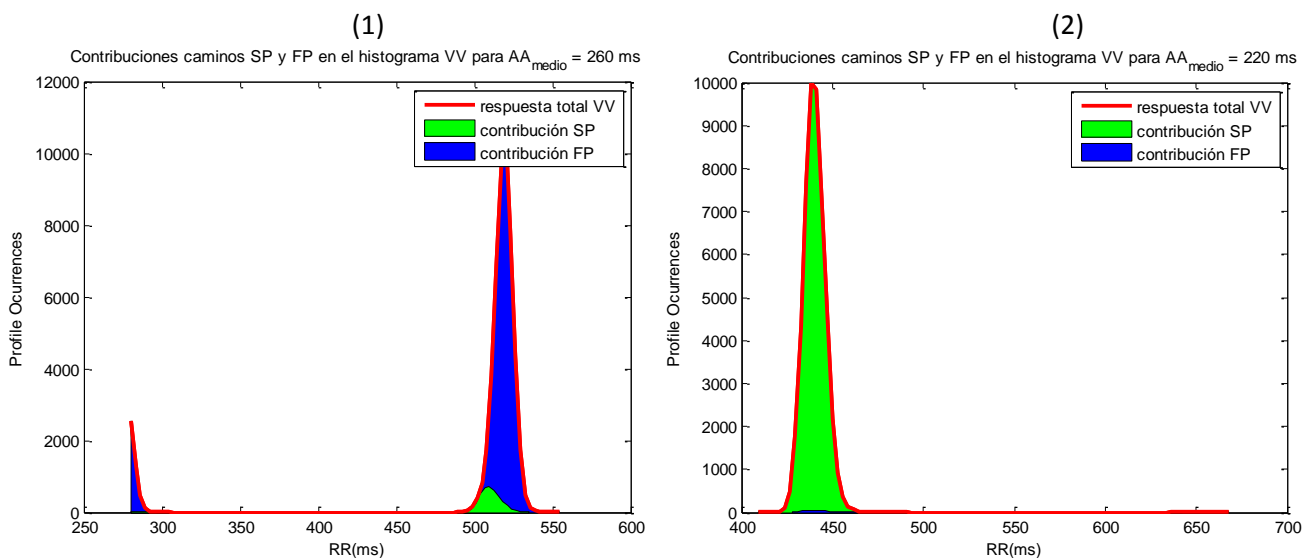 (1)
Contribuciones caminos SP y FP en el histograma VV para AA_medio = 260 ms
12000
10000
8000
6000
4000
2000
0
Profile Ocurrences
respuesta total VV
contribución SP
contribución FP
250 300 350 400 450 500 550 600
RR(ms)
(2)
Contribuciones caminos SP y FP en el histograma VV para AA_medio = 220 ms
10000
9000
8000
7000
6000
5000
4000
3000
2000
1000
0
Profile Ocurrences
respuesta total VV
contribución SP
contribución FP
400 450 500 550 600 650 700
RR(ms)